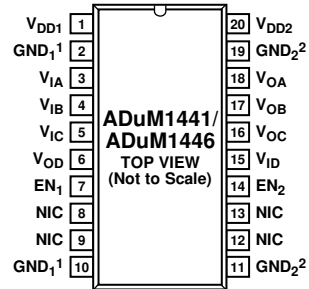 VDD1 1 20 VDD2
GND1¹ 2 19 GND2²
VIA 3 18 VOA
VIB 4 17 VOB
VIC 5 16 VOC
VOD 6 15 VID
EN1 7 14 EN2
NIC 8 13 NIC
NIC 9 12 NIC
GND1¹ 10 11 GND2²
ADuM1441/
ADuM1446
TOP VIEW
(Not to Scale)